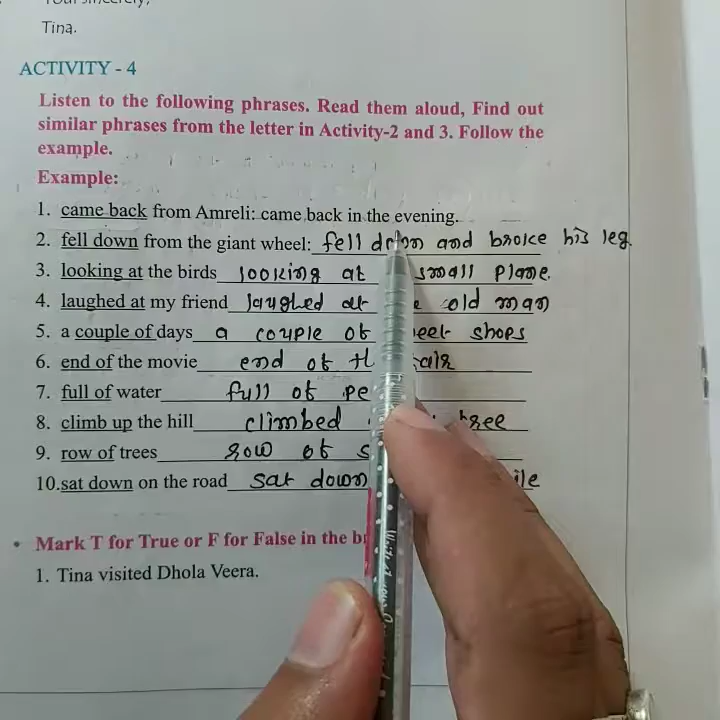 Your sincerely,
Tina.
ACTIVITY - 4
Listen to the following phrases. Read them aloud, Find out
similar phrases from the letter in Activity-2 and 3. Follow the
example.
Example:
1. came back from Amreli: came back in the evening.
2. fell down from the giant wheel: fell down and broke his leg.
3. looking at the birds looking at small plane.
4. laughed at my friend laughed at old man
5. a couple of days a couple of shops
6. end of the movie end of
7. full of water full of
8. climb up the hill climbed tree
9. row of trees row of
10.sat down on the road sat down
• Mark T for True or F for False in the
1. Tina visited Dhola Veera.